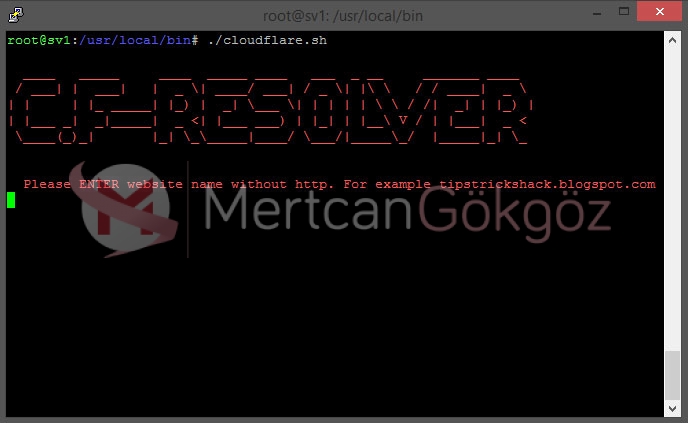 root@sv1: /usr/local/bin
root@sv1:/usr/local/bin# ./cloudflare.sh
C.F-RESOLVER
Please ENTER website name without http. For example tipstrickshack.blogspot.com
MertcanGökgöz